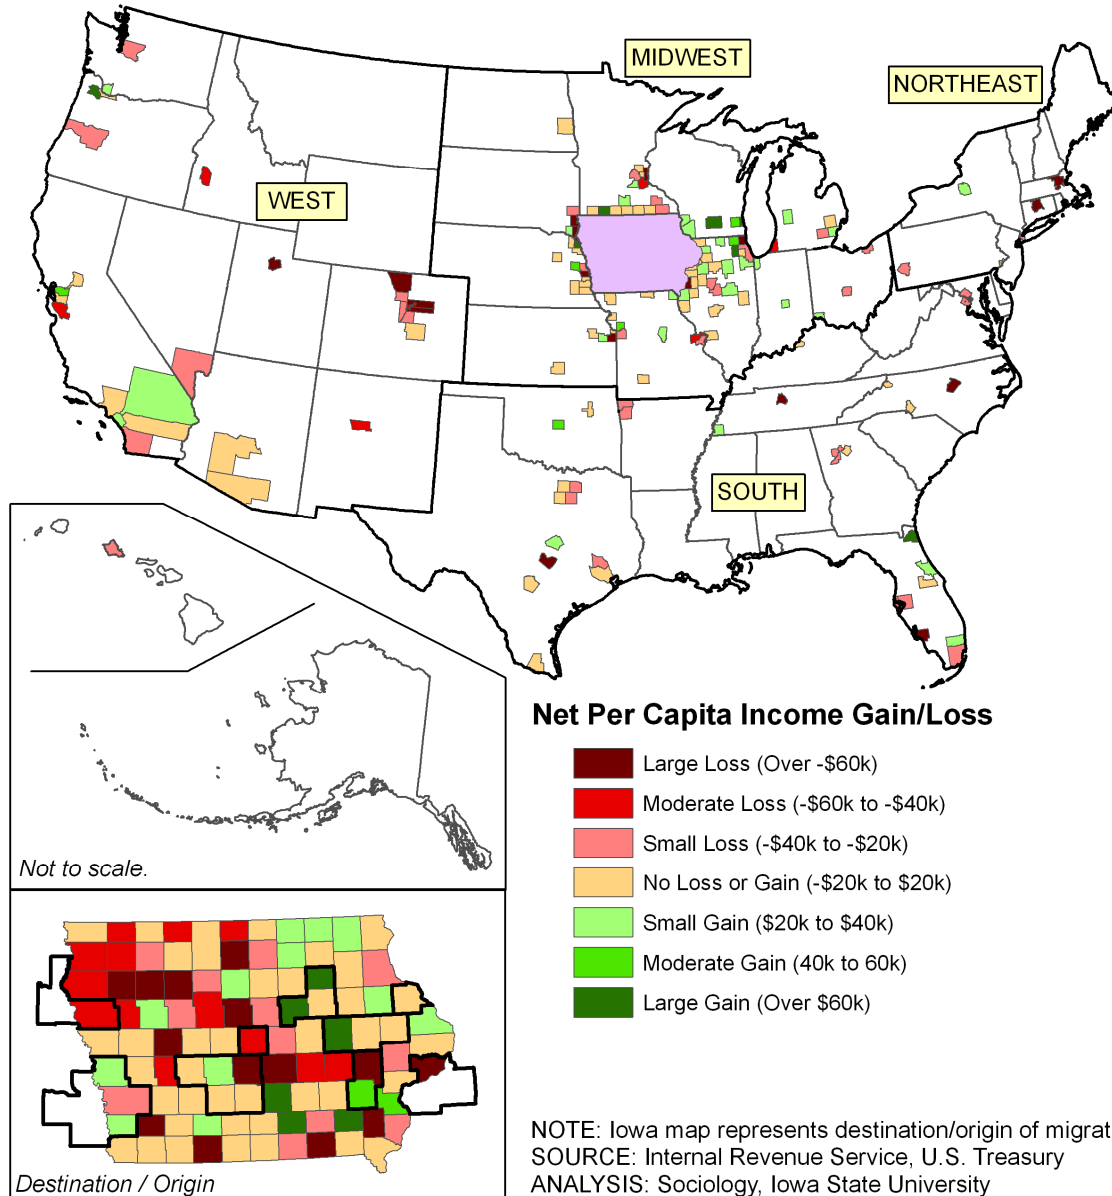 MIDWEST
NORTHEAST
WEST
SOUTH
Net Per Capita Income Gain/Loss
Large Loss (Over -$60k)
Moderate Loss (-$60k to -$40k)
Small Loss (-$40k to -$20k)
No Loss or Gain (-$20k to $20k)
Small Gain ($20k to $40k)
Moderate Gain (40k to 60k)
Large Gain (Over $60k)
Not to scale.
Destination / Origin
NOTE: Iowa map represents destination/origin of migrat
SOURCE: Internal Revenue Service, U.S. Treasury
ANALYSIS: Sociology, Iowa State University